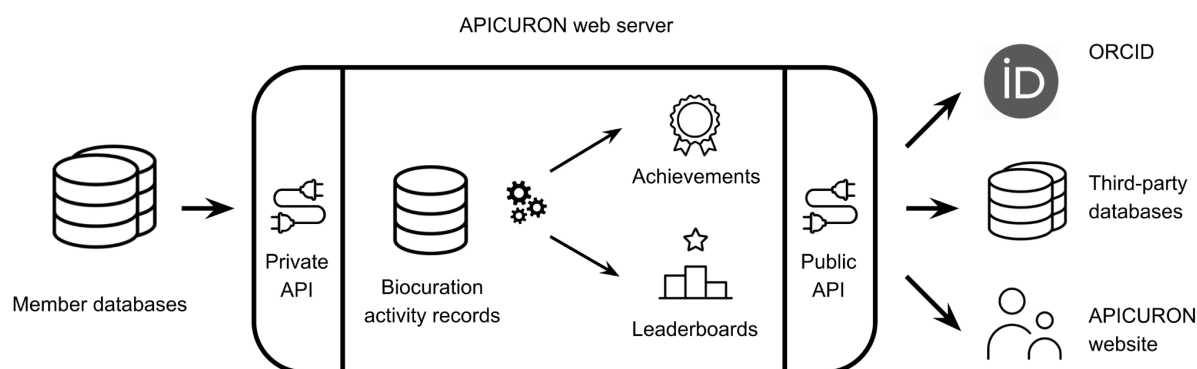 APICURON web server
Member databases
Private
API
Biocuration
activity records
Achievements
Leaderboards
Public
API
iD
ORCID
Third-party
databases
APICURON
website